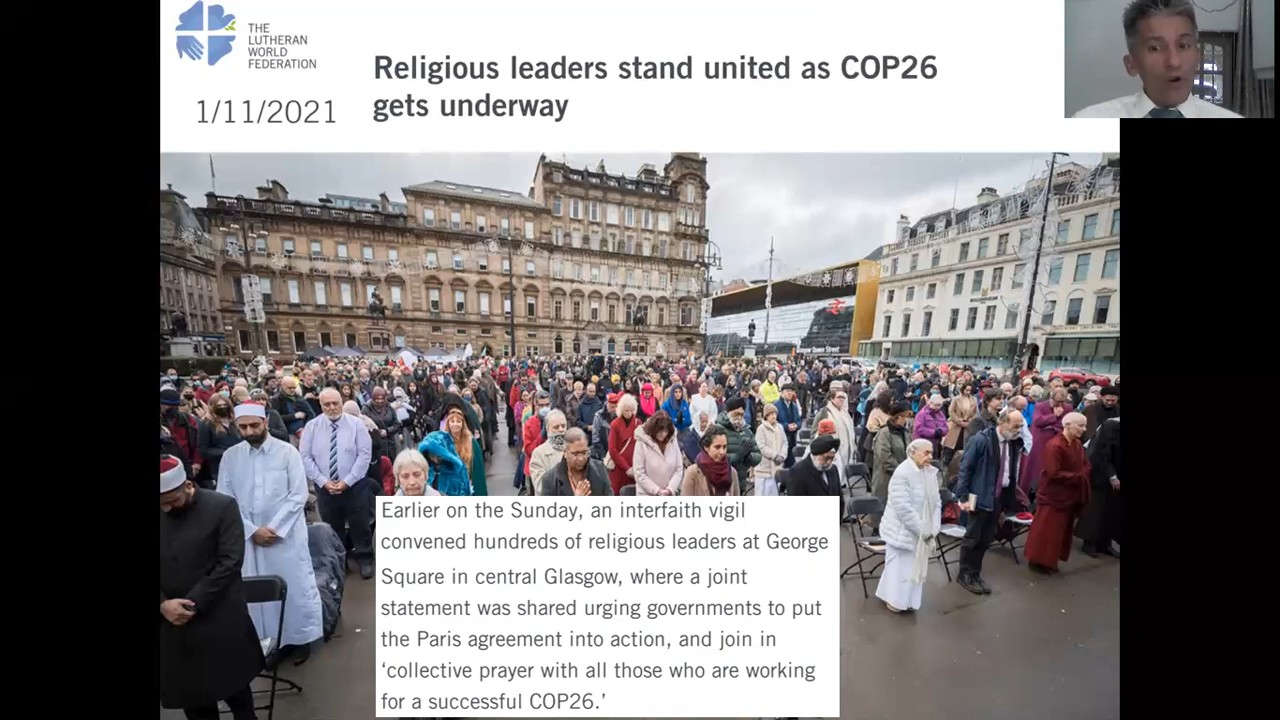 THE
LUTHERAN
WORLD
FEDERATION
1/11/2021
Religious leaders stand united as COP26
gets underway
Earlier on the Sunday, an interfaith vigil
convened hundreds of religious leaders at George
Square in central Glasgow, where a joint
statement was shared urging governments to put
the Paris agreement into action, and join in
‘collective prayer with all those who are working
for a successful COP26.’